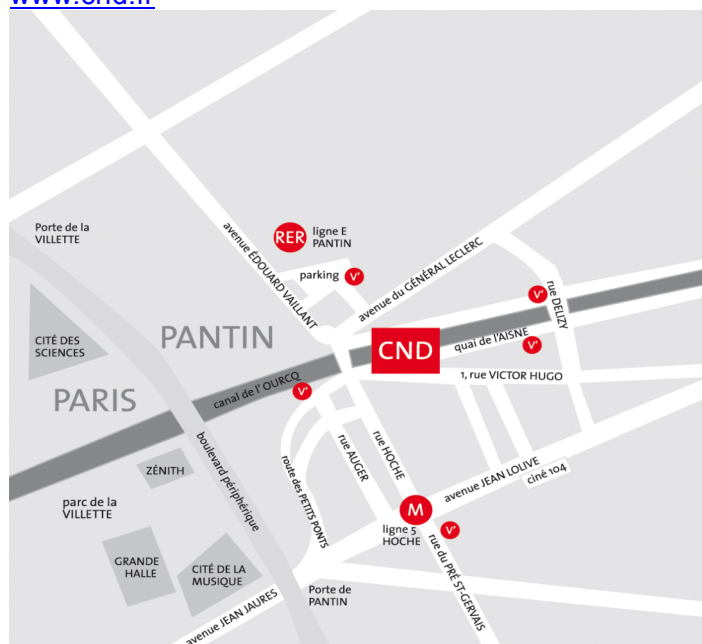 www.cnd.fr
Porte de la
VILLETTE
avenue ÉDOUARD VAILLANT
RER
ligne E
PANTIN
parking
V'
avenue du GÉNÉRAL LECLERC
V'
rue DELIZY
CITÉ DES
SCIENCES
PANTIN
CND
quai de l'AISNE
V'
1, rue VICTOR HUGO
PARIS
canal de l' OURCQ
V'
boulevard périphérique
ZÉNITH
route des PETITS PONTS
rue AUGER
rue HOCHE
avenue JEAN LOLIVE
ciné 104
parc de la
VILLETTE
M
ligne 5
HOCHE
V'
rue du PRÉ ST-GERVAIS
GRANDE
HALLE
CITÉ DE LA
MUSIQUE
Porte de
PANTIN
avenue JEAN JAURES